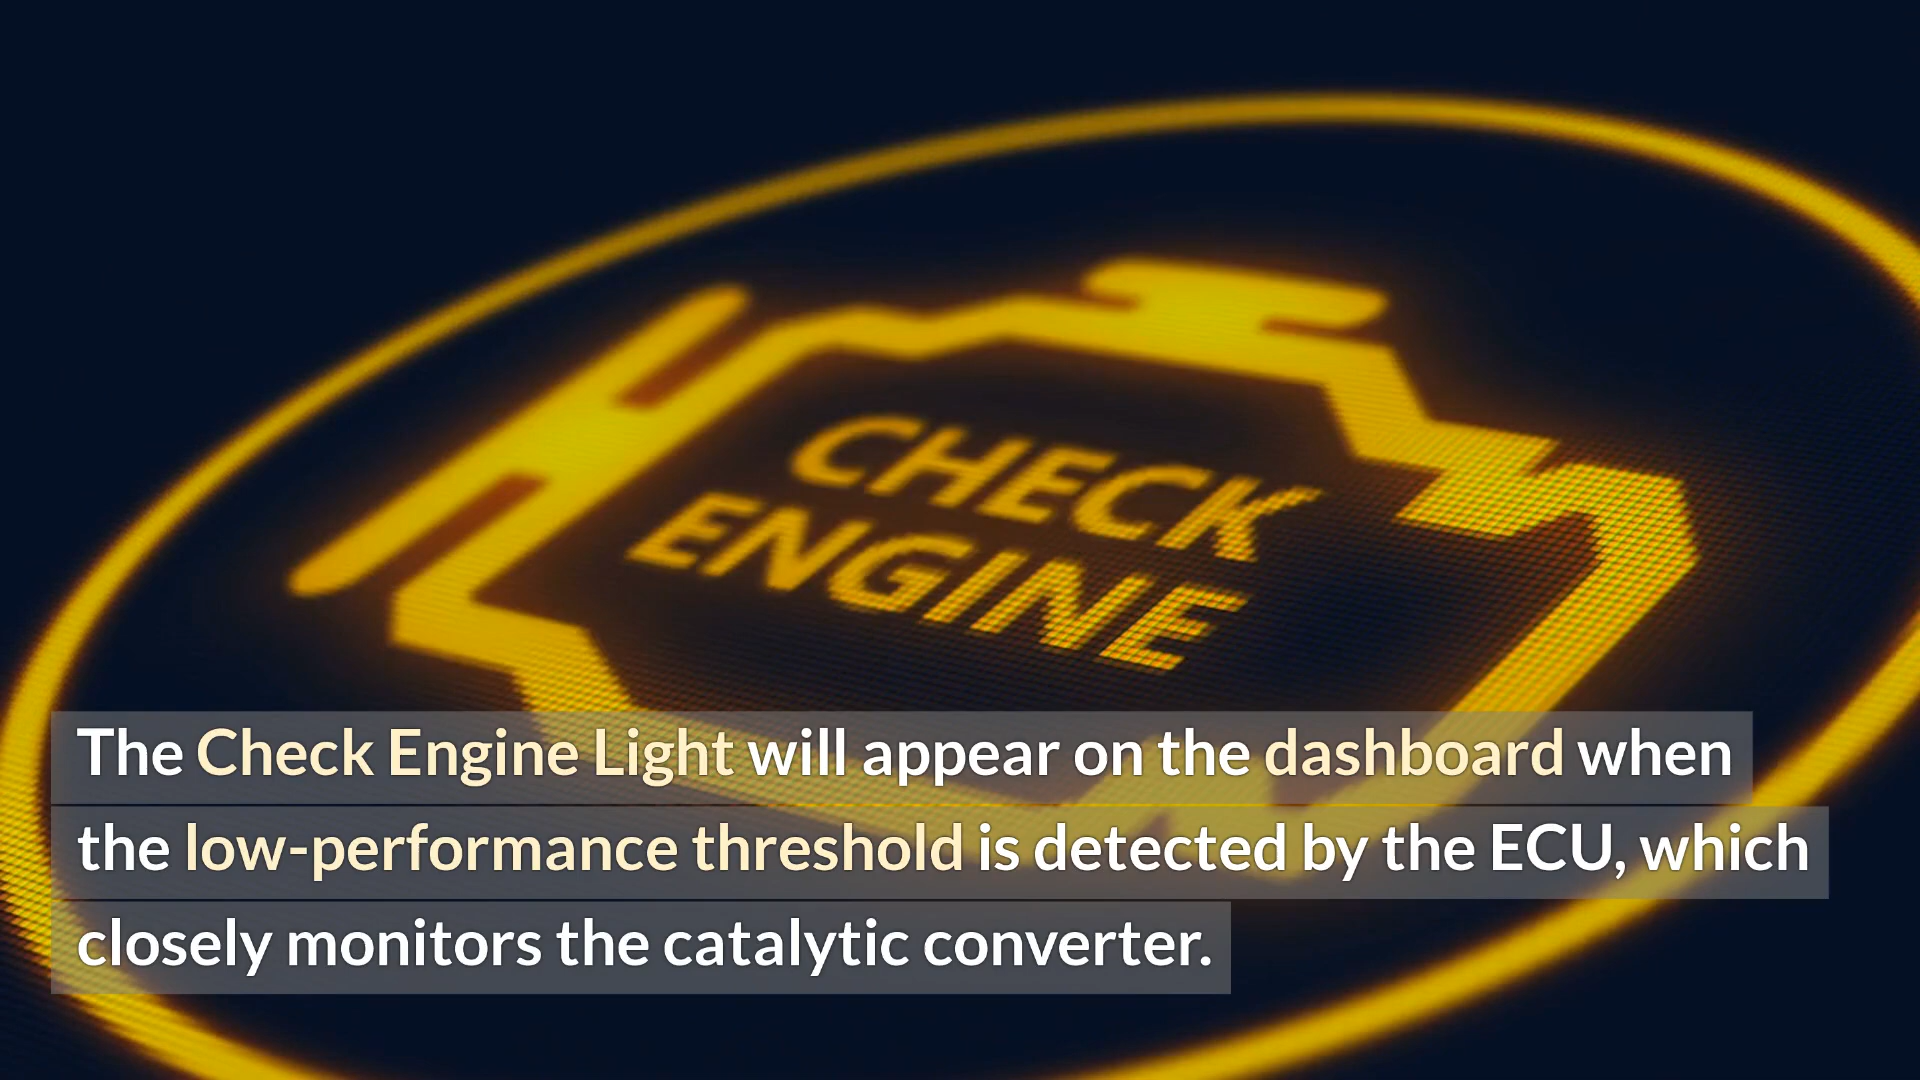 CHECK
ENGINE
The Check Engine Light will appear on the dashboard when
the low-performance threshold is detected by the ECU, which
closely monitors the catalytic converter.